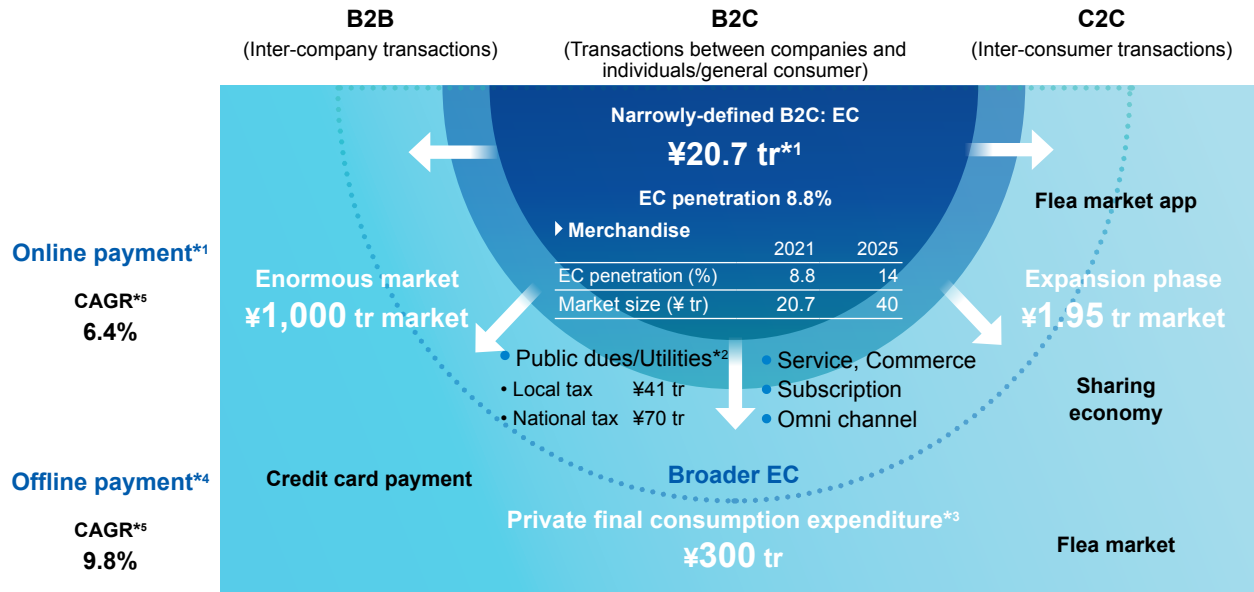 B2B
(Inter-company transactions)
B2C
(Transactions between companies and
individuals/general consumer)
C2C
(Inter-consumer transactions)
Narrowly-defined B2C: EC
¥20.7 tr*1
EC penetration 8.8%
Merchandise
2021 2025
EC penetration (%) 8.8 14
Market size (¥ tr) 20.7 40
Online payment*1
CAGR*5
6.4%
Enormous market
¥1,000 tr market
Flea market app
Expansion phase
¥1.95 tr market
• Public dues/Utilities*2
• Local tax ¥41 tr
• National tax ¥70 tr
• Service, Commerce
• Subscription
• Omni channel
Sharing
economy
Offline payment*4
CAGR*5
9.8%
Credit card payment
Broader EC
Private final consumption expenditure*3
¥300 tr
Flea market